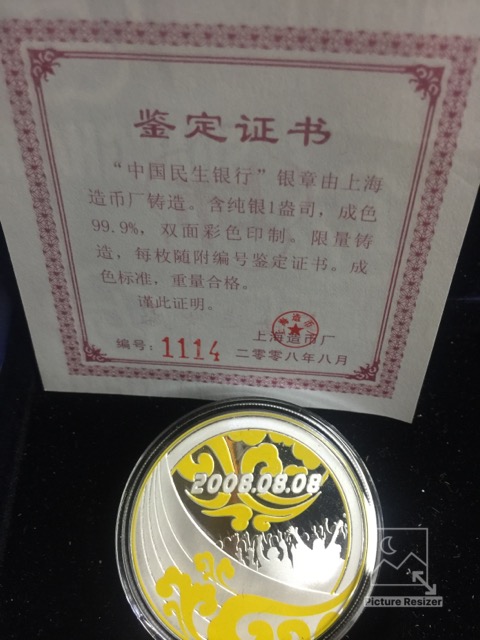 鉴定证书
“中国民生银行”银章由上海
造币厂铸造。含纯银1盎司，成色
99.9%，双面彩色印制。限量铸
造，每枚随附编号鉴定证书。成
色标准，重量合格。
谨此证明。
上海造币厂
编号：1114 二零零八年八月
2008.08.08
Picture Resizer